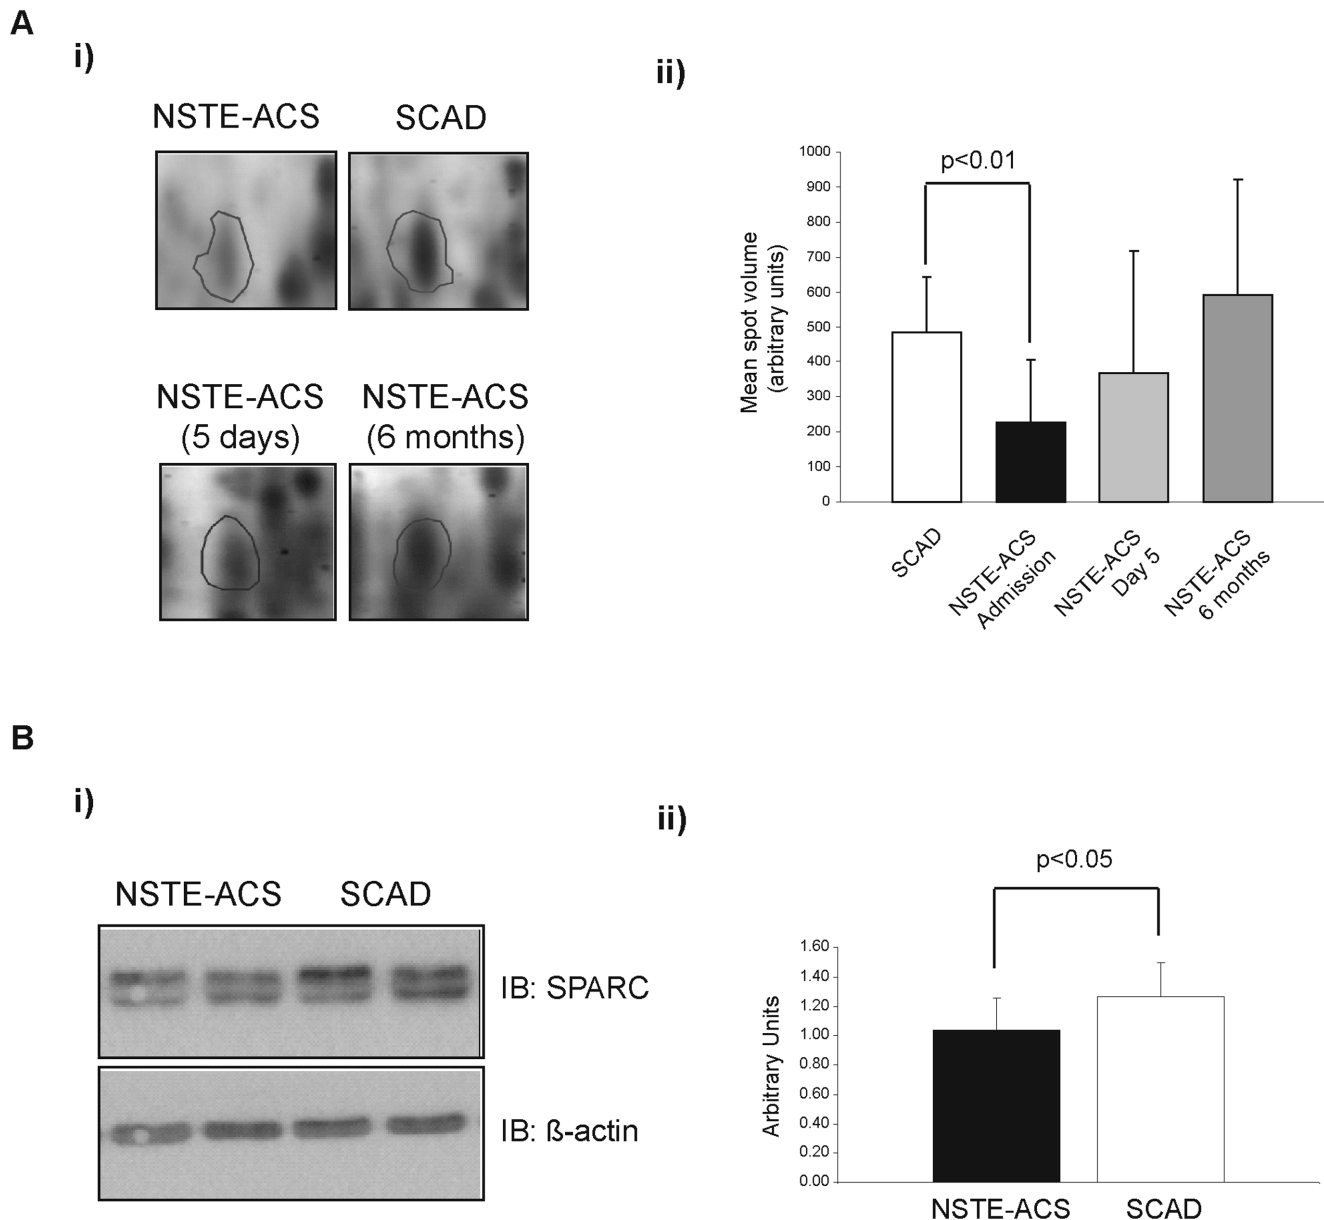 A
i)
NSTE-ACS SCAD
NSTE-ACS
(5 days)
NSTE-ACS
(6 months)
ii)
p<0.01
Mean spot volume
(arbitrary units)
1000
900
800
700
600
500
400
300
200
100
0
SCAD
NSTE-ACS
Admission
NSTE-ACS
Day 5
NSTE-ACS
6 months
B
i)
NSTE-ACS SCAD
IB: SPARC
IB: ß-actin
ii)
p<0.05
Arbitrary Units
1.60
1.40
1.20
1.00
0.80
0.60
0.40
0.20
0.00
NSTE-ACS SCAD